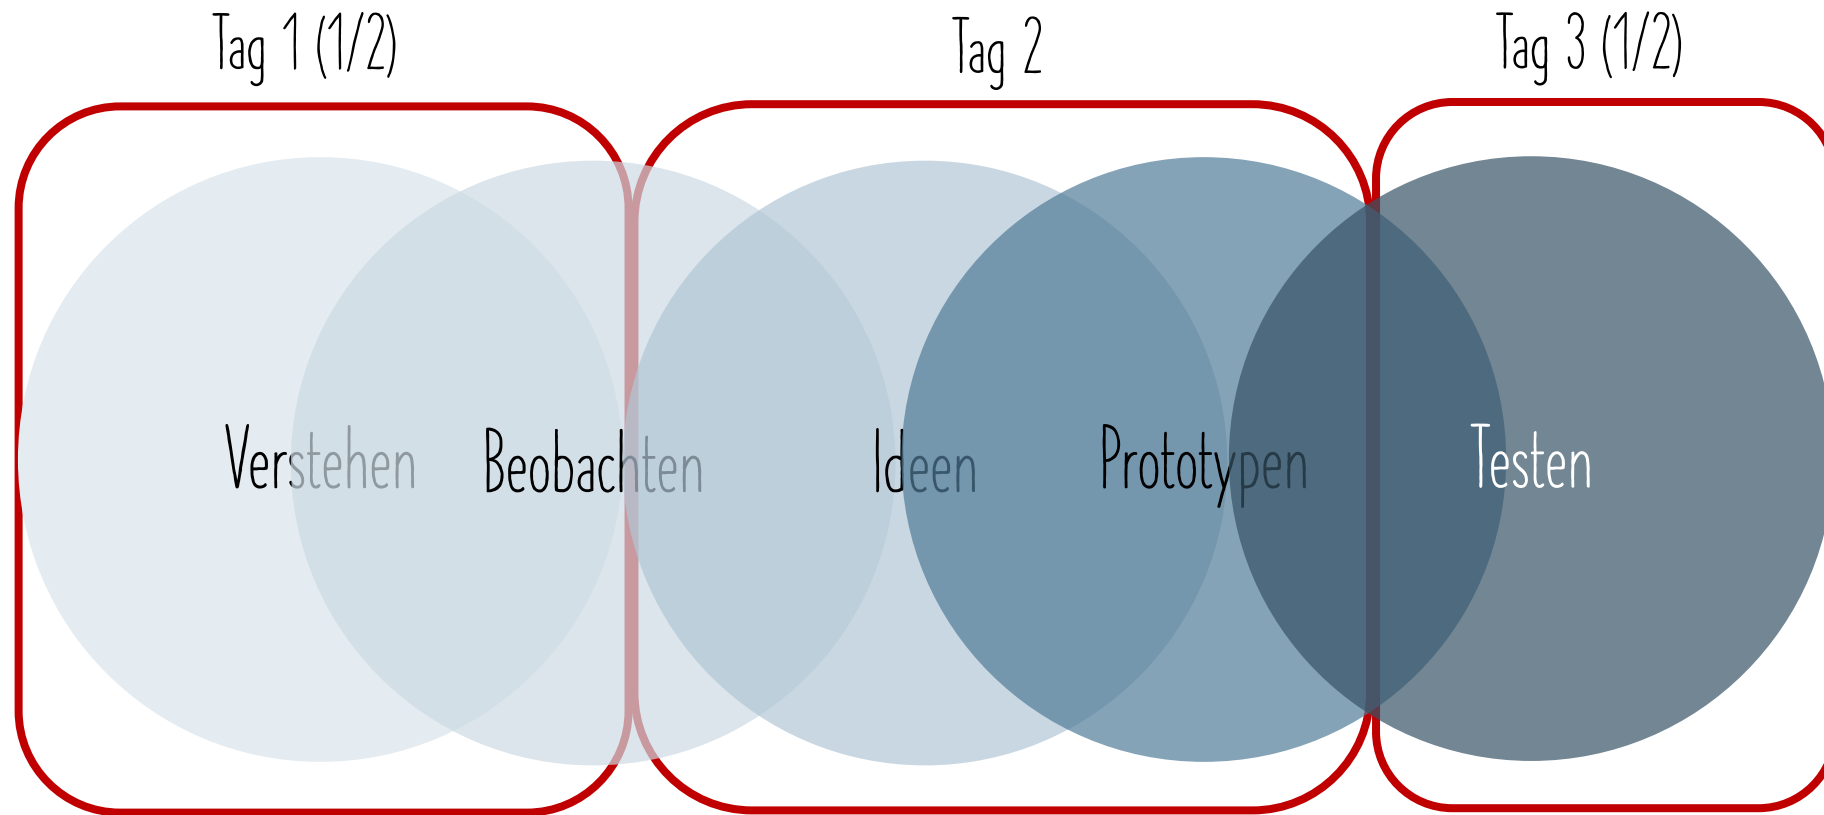 Tag 1 (1/2)
Tag 2
Tag 3 (1/2)
Verstehen
Beobachten
Ideen
Prototypen
Testen